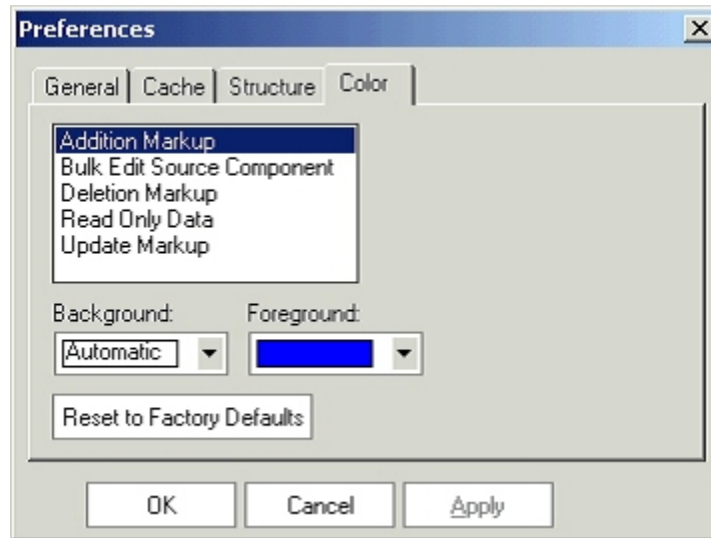 Preferences
General Cache Structure Color
Addition Markup
Bulk Edit Source Component
Deletion Markup
Read Only Data
Update Markup
Background: Foreground:
Automatic
Reset to Factory Defaults
OK Cancel Apply